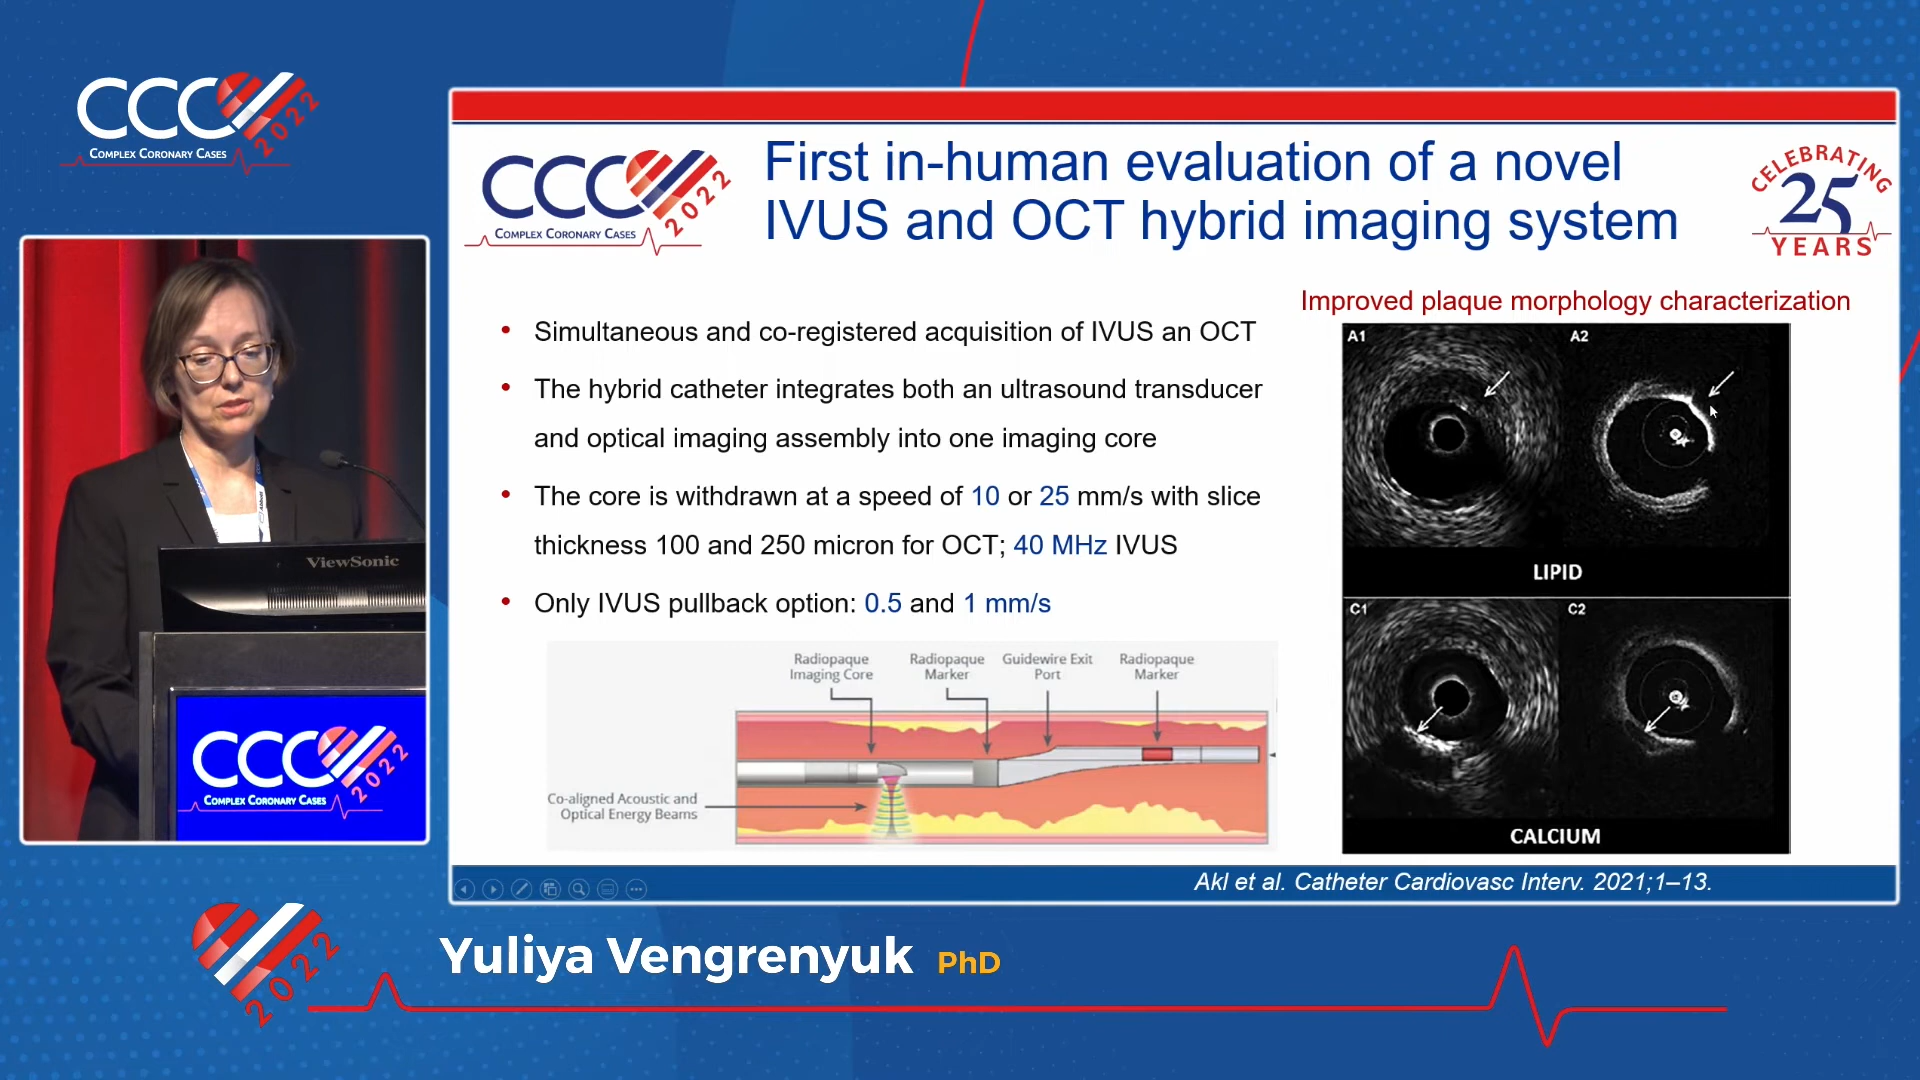 CCC
2022
COMPLEX CORONARY CASES
CCC
2022
COMPLEX CORONARY CASES
First in-human evaluation of a novel
IVUS and OCT hybrid imaging system
CELEBRATING
25
YEARS
• Simultaneous and co-registered acquisition of IVUS an OCT
• The hybrid catheter integrates both an ultrasound transducer
and optical imaging assembly into one imaging core
• The core is withdrawn at a speed of 10 or 25 mm/s with slice
thickness 100 and 250 micron for OCT; 40 MHz IVUS
• Only IVUS pullback option: 0.5 and 1 mm/s
Radiopaque
Imaging Core
Radiopaque
Marker
Guidewire Exit
Port
Radiopaque
Marker
Co-aligned Acoustic and
Optical Energy Beams
Improved plaque morphology characterization
A1
A2
LIPID
C1
C2
CALCIUM
Akl et al. Catheter Cardiovasc Interv. 2021;1–13.
ViewSonic
CCC
2022
COMPLEX CORONARY CASES
2022
Yuliya Vengrenyuk PhD